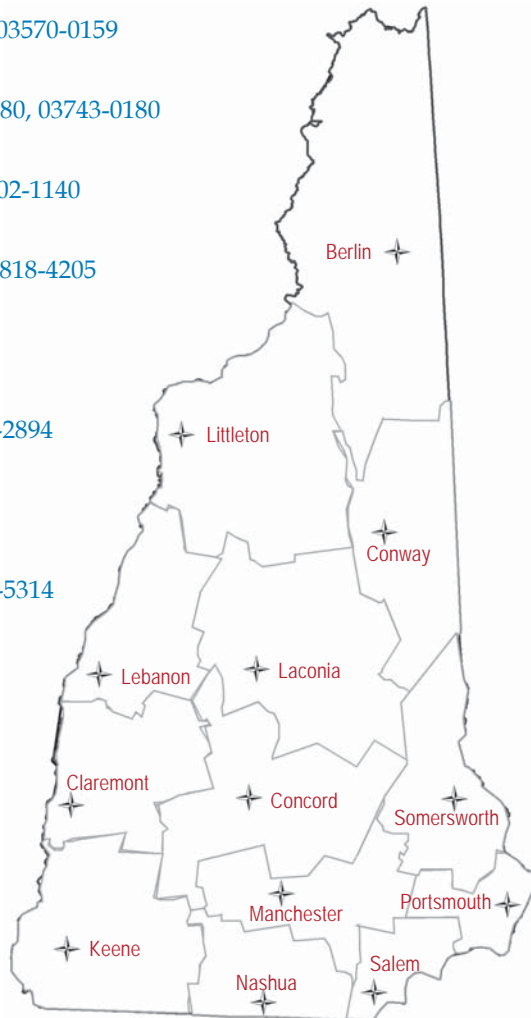 03570-0159
80, 03743-0180
02-1140
818-4205
-2894
-5314
Berlin
Littleton
Conway
Lebanon
Laconia
Claremont
Concord
Somersworth
Manchester
Portsmouth
Keene
Salem
Nashua